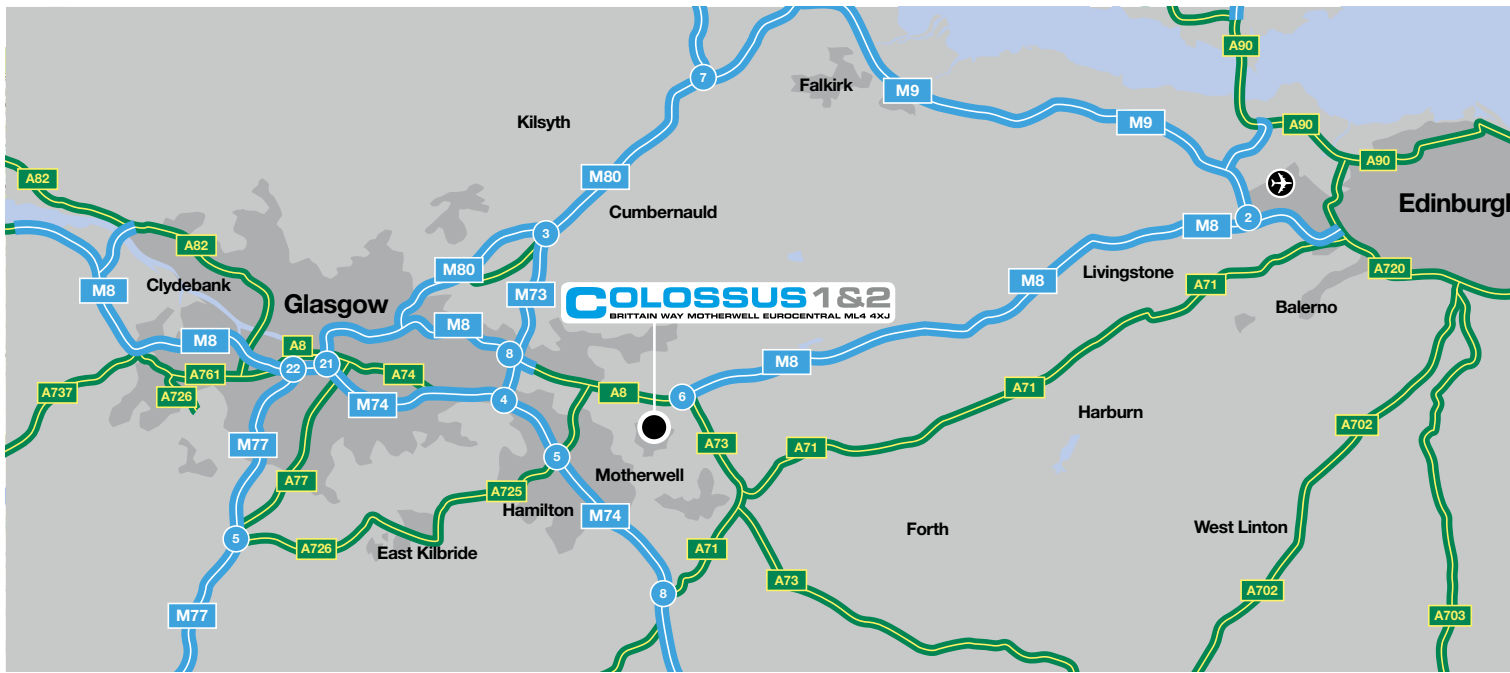 A90
7
Falkirk
M9
Kilsyth
M9
A90
A90
M80
A82
Edinburgh
Cumbernauld
2
M8
3
A82
M80
A720
Livingstone
M8
A71
Clydebank
M8
M73
Glasgow
COLOSSUS 1&2
BRITTAIN WAY MOTHERWELL EUROCENTRAL ML4 4XJ
Balerno
M8
M8
A8
8
M8
21
22
A761
A74
A737
A726
A8
6
A71
4
M74
Harburn
A702
M77
A73
A71
5
Motherwell
A77
A725
Hamilton
M74
Forth
West Linton
5
A726
East Kilbride
A71
A73
8
A702
M77
A703